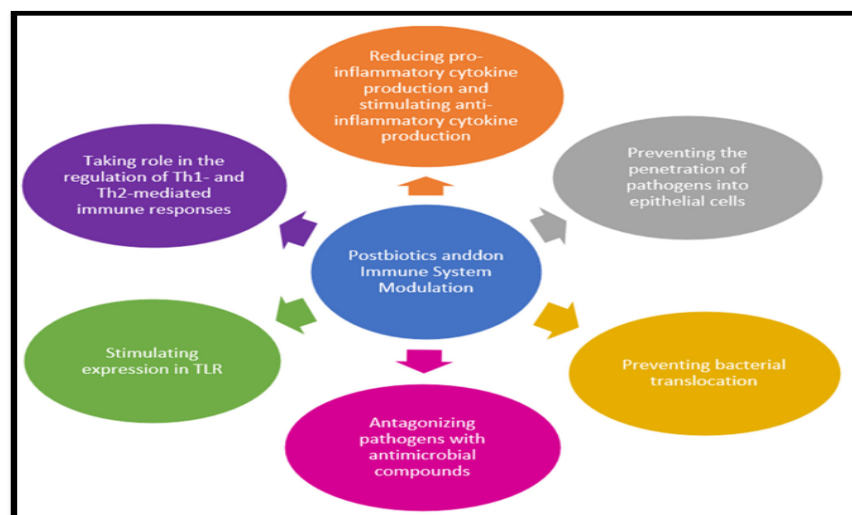 Reducing pro-
inflammatory cytokine
production and
stimulating anti-
inflammatory cytokine
production
Taking role in the
regulation of Th1- and
Th2-mediated
immune responses
Preventing the
penetration of
pathogens into
epithelial cells
Postbiotics anddon
Immune System
Modulation
Stimulating
expression in TLR
Preventing bacterial
translocation
Antagonizing
pathogens with
antimicrobial
compounds